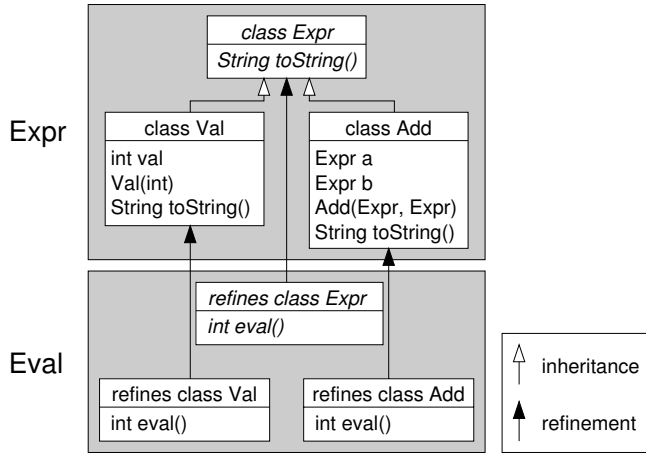 class Expr
String toString()
Expr
class Val
int val
Val(int)
String toString()
class Add
Expr a
Expr b
Add(Expr, Expr)
String toString()
refines class Expr
int eval()
Eval
refines class Val
int eval()
refines class Add
int eval()
inheritance
refinement